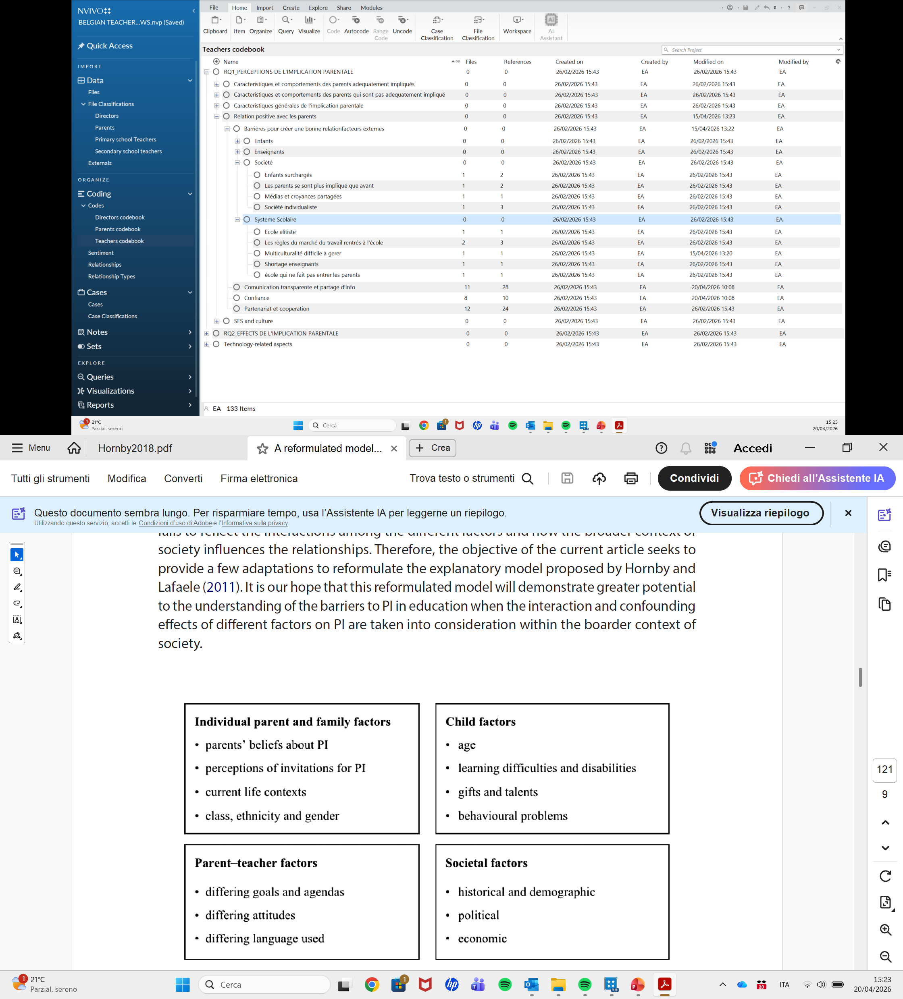 NVIVO
BELGIAN TEACHER...WS.nvp (Saved)
Quick Access
IMPORT
Data
Files
File Classifications
Directors
Parents
Primary school Teachers
Secondary school teachers
Externals
ORGANIZE
Coding
Codes
Directors codebook
Parents codebook
Teachers codebook
Sentiment
Relationships
Relationship Types
Cases
Cases
Case Classifications
Notes
Sets
EXPLORE
Queries
Visualizations
Reports
File Home Import Create Explore Share Modules
Clipboard Item Organize Query Visualize Code Autocode Range Code Uncode Case Classification File Classification Workspace AI Assistant
Teachers codebook
Search Project
Name Files References Created on Created by Modified on Modified by
RQ1_PERCEPTIONS DE L'IMPLICATION PARENTALE 0 0 26/02/2026 15:43 EA 26/02/2026 15:43 EA
Caracteristiques et comportements des parents adequatement impliqués 0 0 26/02/2026 15:43 EA 26/02/2026 15:43 EA
Caracteristiques et comportements des parents qui sont pas adequatement impliqué 0 0 26/02/2026 15:43 EA 26/02/2026 15:43 EA
Caracteristiques générales de l'implication parentale 0 0 26/02/2026 15:43 EA 26/02/2026 15:43 EA
Relation positive avec les parents 0 0 26/02/2026 15:43 EA 15/04/2026 13:23 EA
Barrières pour créer une bonne relationfacteurs externes 0 0 26/02/2026 15:43 EA 15/04/2026 13:22 EA
Enfants 0 0 26/02/2026 15:43 EA 26/02/2026 15:43 EA
Enseignants 0 0 26/02/2026 15:43 EA 26/02/2026 15:43 EA
Société 0 0 26/02/2026 15:43 EA 26/02/2026 15:43 EA
Enfants surchargés 1 2 26/02/2026 15:43 EA 26/02/2026 15:43 EA
Les parents se sont plus impliqué que avant 1 2 26/02/2026 15:43 EA 26/02/2026 15:43 EA
Médias et croyances partagées 1 1 26/02/2026 15:43 EA 26/02/2026 15:43 EA
Société individualiste 1 3 26/02/2026 15:43 EA 26/02/2026 15:43 EA
Systeme Scolaire 0 0 26/02/2026 15:43 EA 26/02/2026 15:43 EA
Ecole elitiste 1 1 26/02/2026 15:43 EA 26/02/2026 15:43 EA
Les règles du marché du travail rentrés à l'école 2 3 26/02/2026 15:43 EA 26/02/2026 15:43 EA
Multiculturalité difficile à gerer 1 1 26/02/2026 15:43 EA 15/04/2026 13:20 EA
Shortage enseignants 1 1 26/02/2026 15:43 EA 26/02/2026 15:43 EA
école qui ne fait pas entrer les parents 1 1 26/02/2026 15:43 EA 26/02/2026 15:43 EA
Comunication transparente et partage d'info 11 28 26/02/2026 15:43 EA 20/04/2026 10:08 EA
Confiance 8 10 26/02/2026 15:43 EA 20/04/2026 10:08 EA
Partenariat et cooperation 12 24 26/02/2026 15:43 EA 26/02/2026 15:43 EA
SES and culture 0 0 26/02/2026 15:43 EA 26/02/2026 15:43 EA
RQ2_EFFECTS DE L'IMPLICATION PARENTALE 0 0 26/02/2026 15:43 EA 26/02/2026 15:43 EA
Technology-related aspects 0 0 26/02/2026 15:43 EA 26/02/2026 15:43 EA
EA 133 Items
1 21°C
Parzial. sereno
Cerca
1
15:23
20/04/2026
Menu Hornby2018.pdf A reformulated model... Crea Accedi
Tutti gli strumenti Modifica Converti Firma elettronica Trova testo o strumenti Condividi Chiedi all'Assistente IA
Questo documento sembra lungo. Per risparmiare tempo, usa l'Assistente IA per leggerne un riepilogo. Visualizza riepilogo
Utilizzando questo servizio, accetti le Condizioni d'uso di Adobe e l'Informativa sulla privacy
fails to reflect the interactions among the different factors and how the broader context of
society influences the relationships. Therefore, the objective of the current article seeks to
provide a few adaptations to reformulate the explanatory model proposed by Hornby and
Lafaele (2011). It is our hope that this reformulated model will demonstrate greater potential
to the understanding of the barriers to PI in education when the interaction and confounding
effects of different factors on PI are taken into consideration within the boarder context of
society.
Individual parent and family factors
• parents' beliefs about PI
• perceptions of invitations for PI
• current life contexts
• class, ethnicity and gender
Child factors
• age
• learning difficulties and disabilities
• gifts and talents
• behavioural problems
Parent–teacher factors
• differing goals and agendas
• differing attitudes
• differing language used
Societal factors
• historical and demographic
• political
• economic
121
9
1 21°C
Parzial. sereno
Cerca
1
20
ITA
15:23
20/04/2026